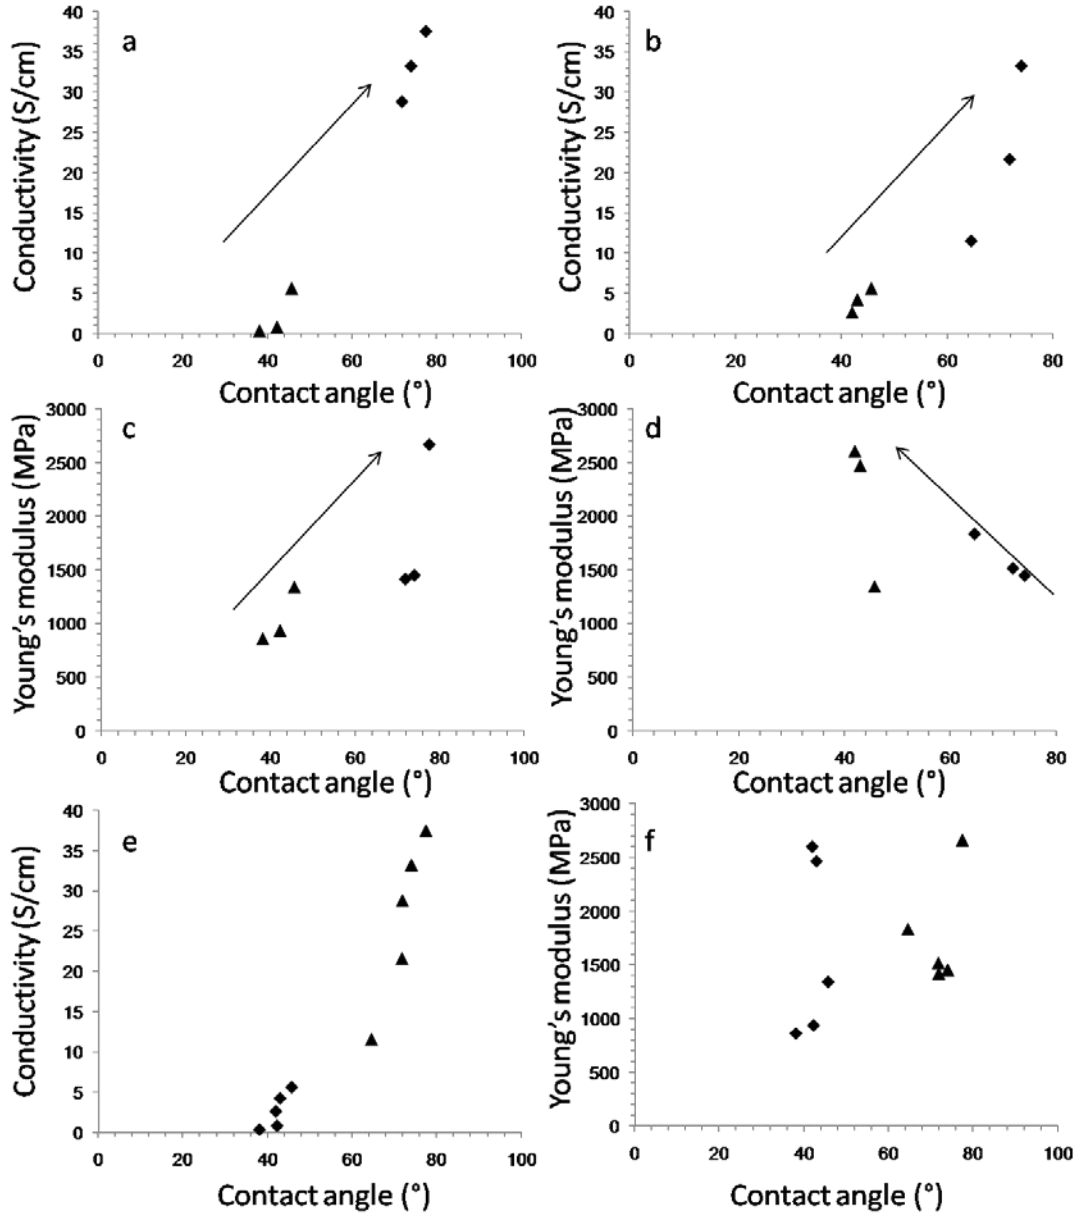 a
Conductivity (S/cm)
40
35
30
25
20
15
10
5
0
0 20 40 60 80 100
Contact angle (°)
b
Conductivity (S/cm)
40
35
30
25
20
15
10
5
0
0 20 40 60 80
Contact angle (°)
c
Young's modulus (MPa)
3000
2500
2000
1500
1000
500
0
0 20 40 60 80 100
Contact angle (°)
d
Young's modulus (MPa)
3000
2500
2000
1500
1000
500
0
0 20 40 60 80
Contact angle (°)
e
Conductivity (S/cm)
40
35
30
25
20
15
10
5
0
0 20 40 60 80 100
Contact angle (°)
f
Young's modulus (MPa)
3000
2500
2000
1500
1000
500
0
0 20 40 60 80 100
Contact angle (°)